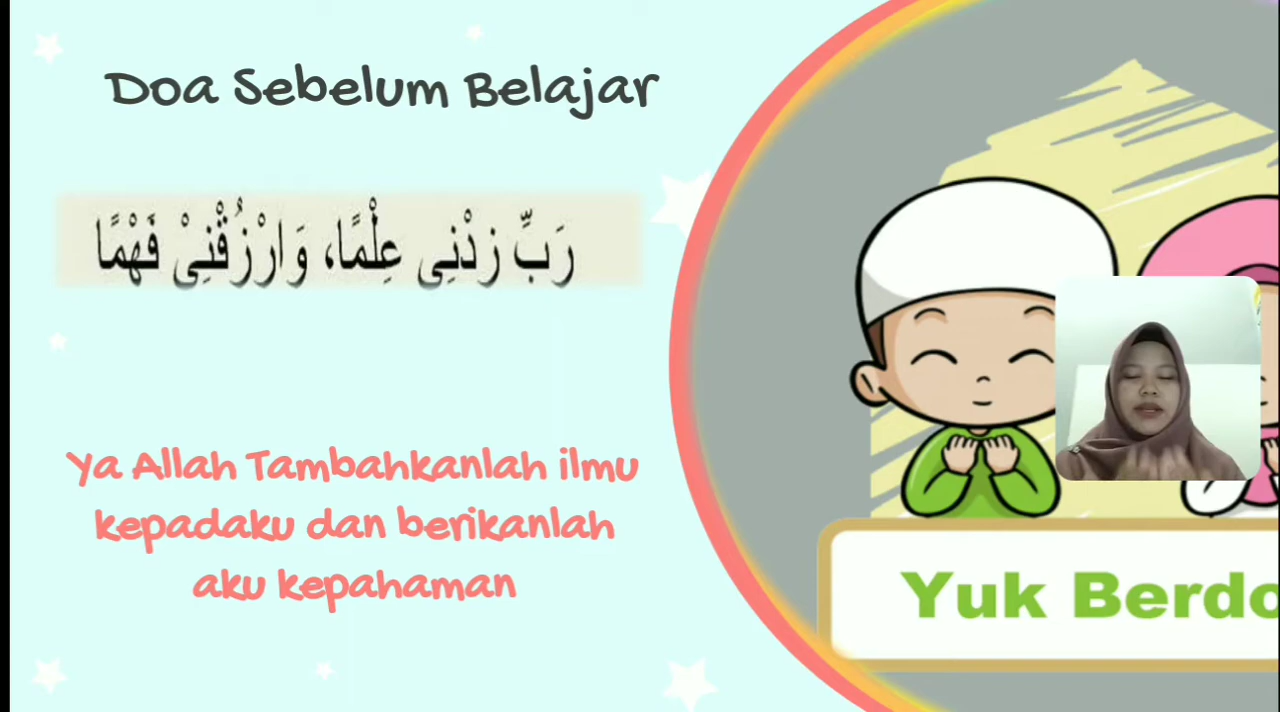 Doa Sebelum Belajar
رَبِّ زِدْنِى عِلْمًا، وَارْزُقْنِىْ فَهْمًا
Ya Allah Tambahkanlah ilmu
kepadaku dan berikanlah
aku kepahaman
Yuk Berdo